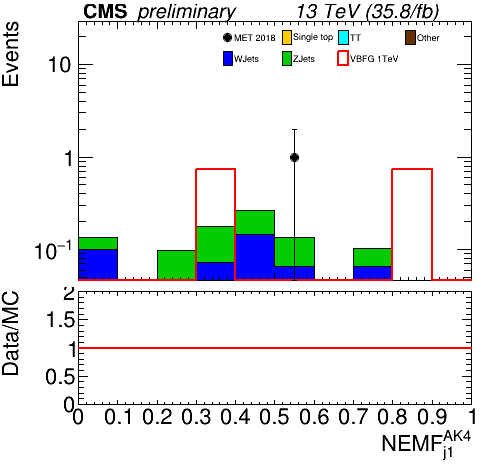 CMS preliminary 13 TeV (35.8/fb)
Events
MET 2018 Single top TT Other
WJets ZJets VBFG 1TeV
10
1
10⁻¹
Data/MC
2
1.5
1
0.5
0
0 0.1 0.2 0.3 0.4 0.5 0.6 0.7 0.8 0.9 1
NEMF^{AK4}_{j1}